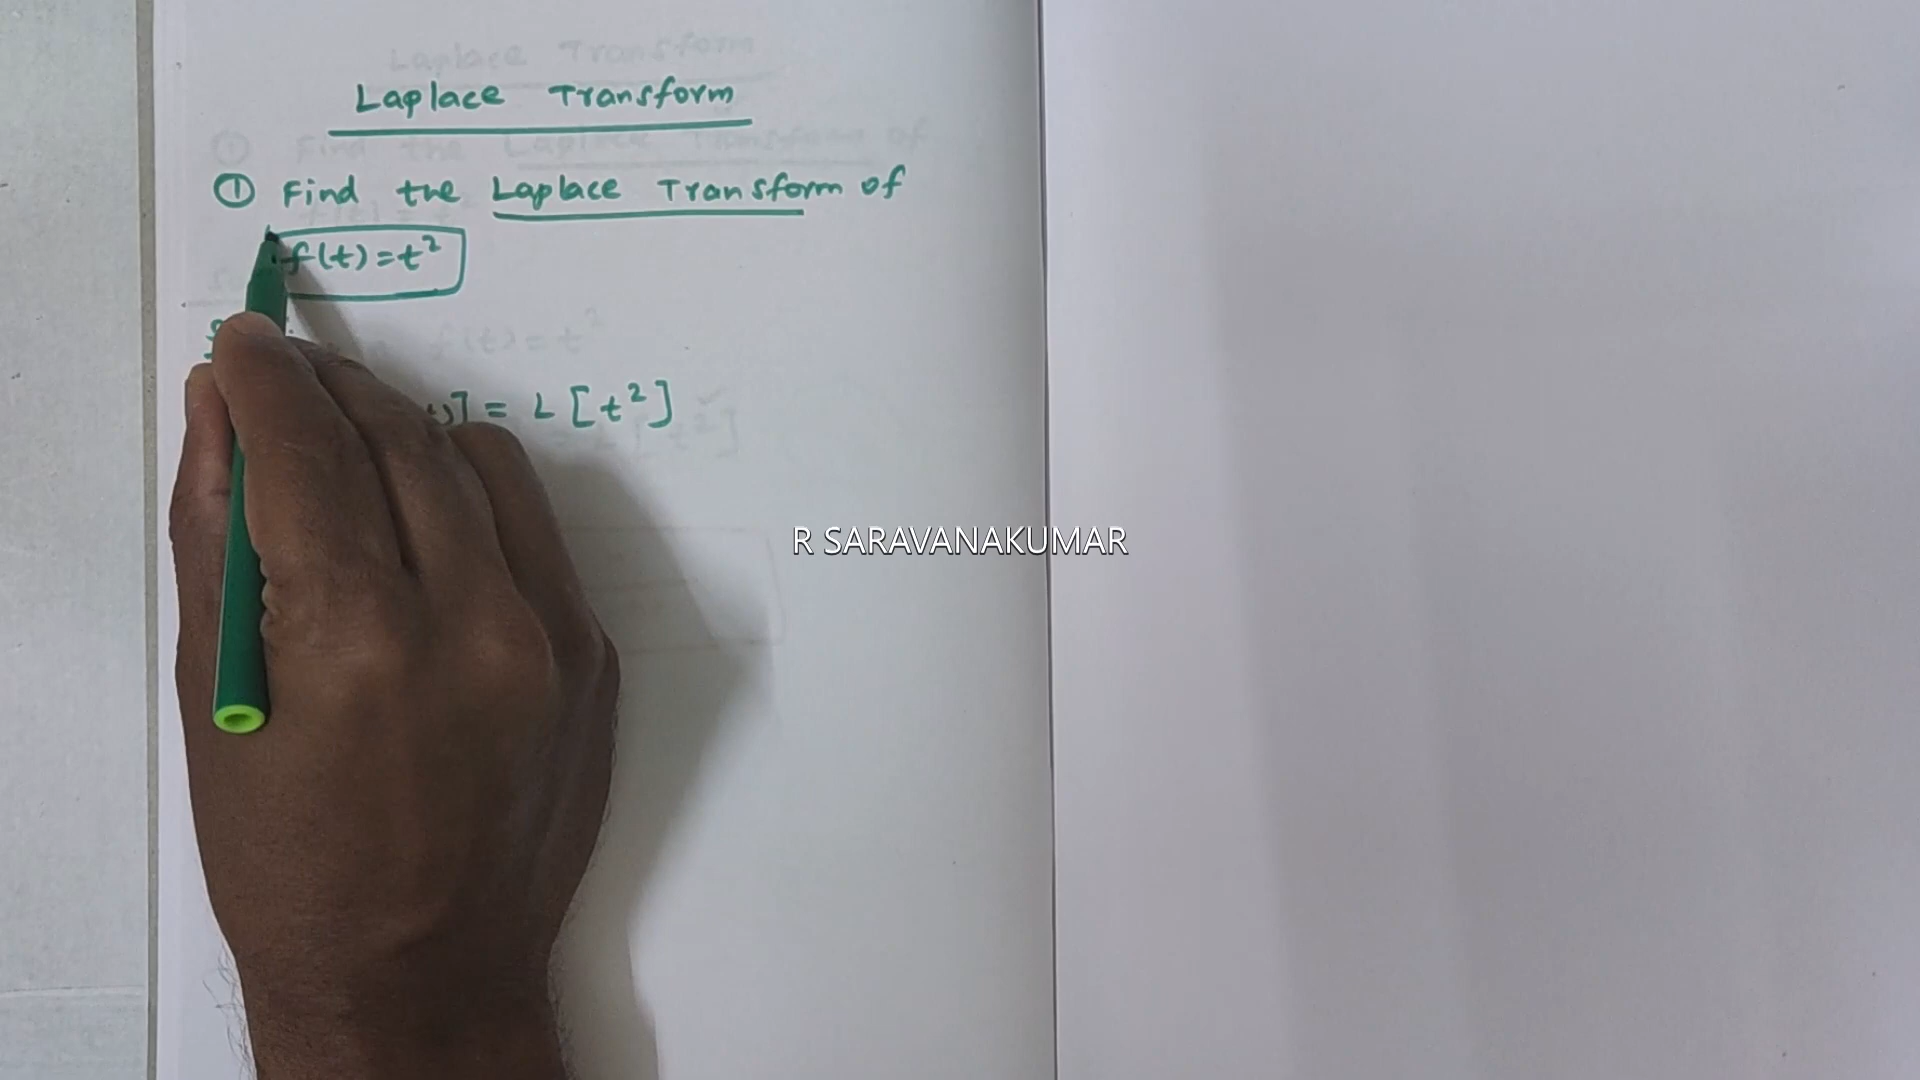 Laplace Transform
① Find the Laplace Transform of
f(t)=t²
= L [t²]
R SARAVANAKUMAR